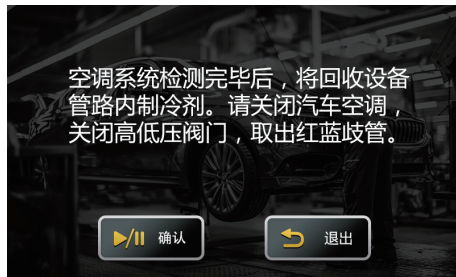 空调系统检测完毕后，将回收设备
管路内制冷剂。请关闭汽车空调，
关闭高低压阀门，取出红蓝歧管。
确认
退出